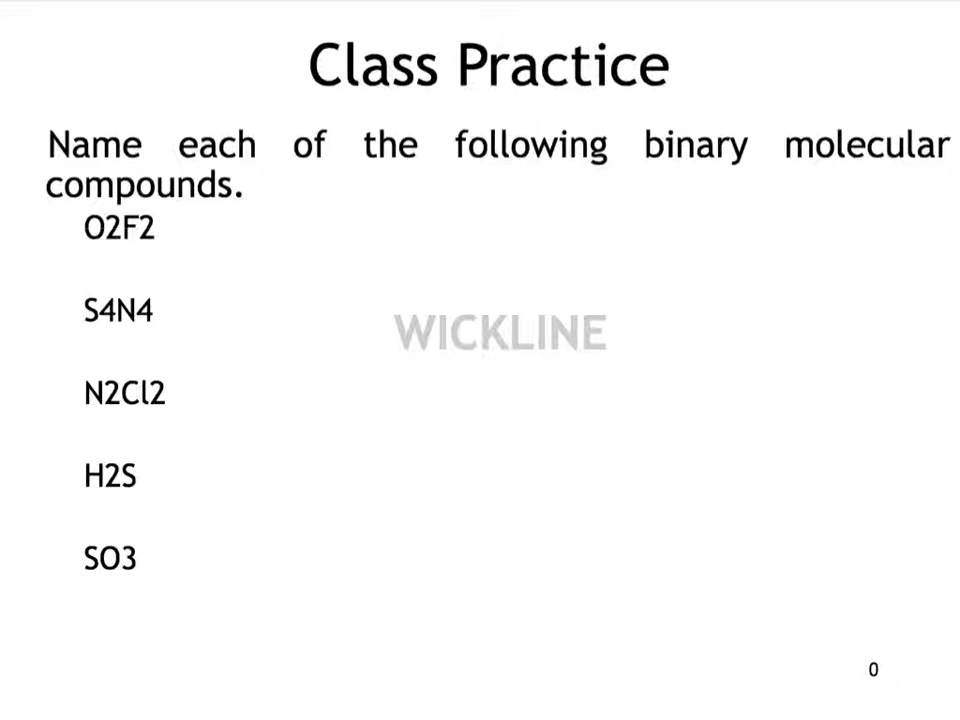 Class Practice
Name each of the following binary molecular
compounds.
O2F2
S4N4
WICKLINE
N2Cl2
H2S
SO3
0